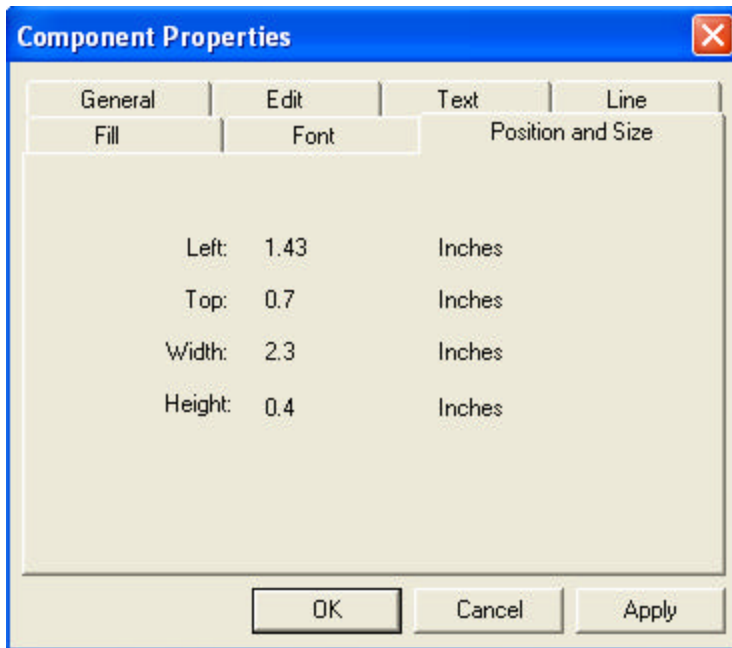 Component Properties
General Edit Text Line
Fill Font Position and Size
Left: 1.43 Inches
Top: 0.7 Inches
Width: 2.3 Inches
Height: 0.4 Inches
OK Cancel Apply